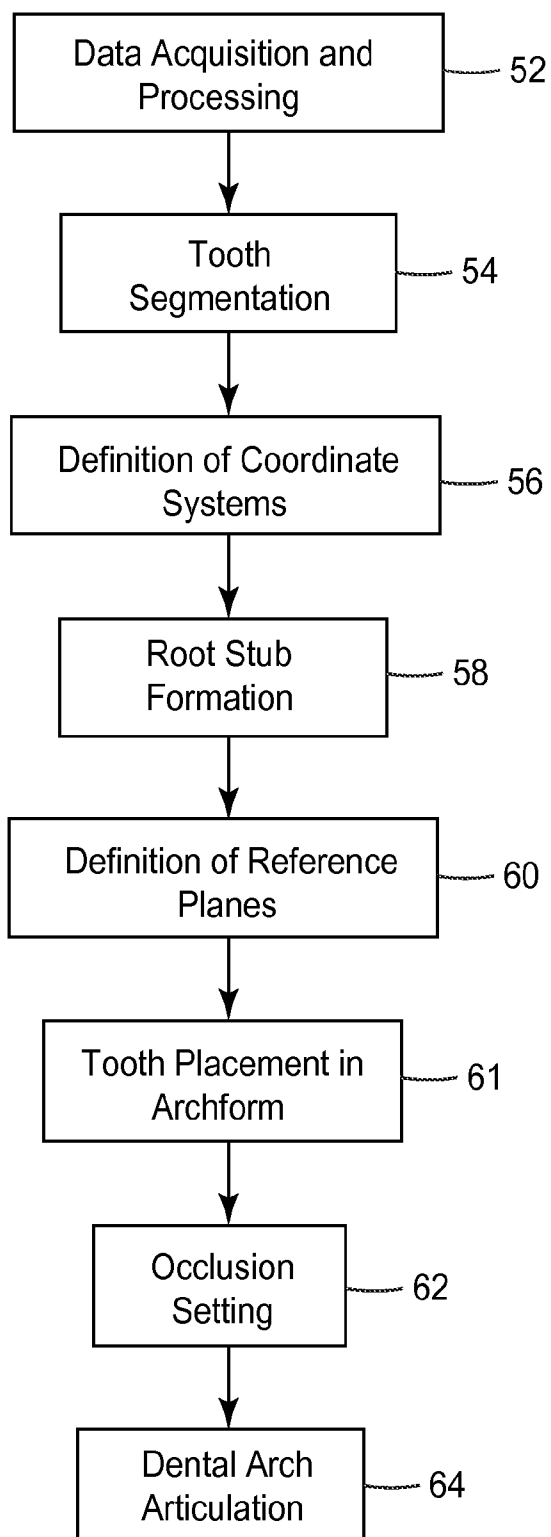 Data Acquisition and
Processing
52
Tooth
Segmentation
54
Definition of Coordinate
Systems
56
Root Stub
Formation
58
Definition of Reference
Planes
60
Tooth Placement in
Archform
61
Occlusion
Setting
62
Dental Arch
Articulation
64